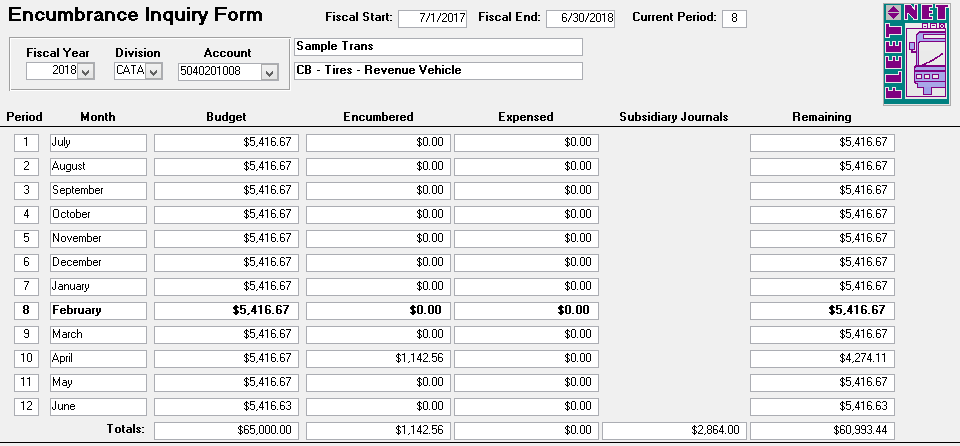 Encumbrance Inquiry Form Fiscal Start: 7/1/2017 Fiscal End: 6/30/2018 Current Period: 8
FLEET NET
Fiscal Year Division Account Sample Trans
2018 CATA 5040201008 CB - Tires - Revenue Vehicle
Period Month Budget Encumbered Expensed Subsidiary Journals Remaining
1 July $5,416.67 $0.00 $0.00 $5,416.67
2 August $5,416.67 $0.00 $0.00 $5,416.67
3 September $5,416.67 $0.00 $0.00 $5,416.67
4 October $5,416.67 $0.00 $0.00 $5,416.67
5 November $5,416.67 $0.00 $0.00 $5,416.67
6 December $5,416.67 $0.00 $0.00 $5,416.67
7 January $5,416.67 $0.00 $0.00 $5,416.67
8 February $5,416.67 $0.00 $0.00 $5,416.67
9 March $5,416.67 $0.00 $0.00 $5,416.67
10 April $5,416.67 $1,142.56 $0.00 $4,274.11
11 May $5,416.67 $0.00 $0.00 $5,416.67
12 June $5,416.63 $0.00 $0.00 $5,416.63
Totals: $65,000.00 $1,142.56 $0.00 $2,864.00 $60,993.44